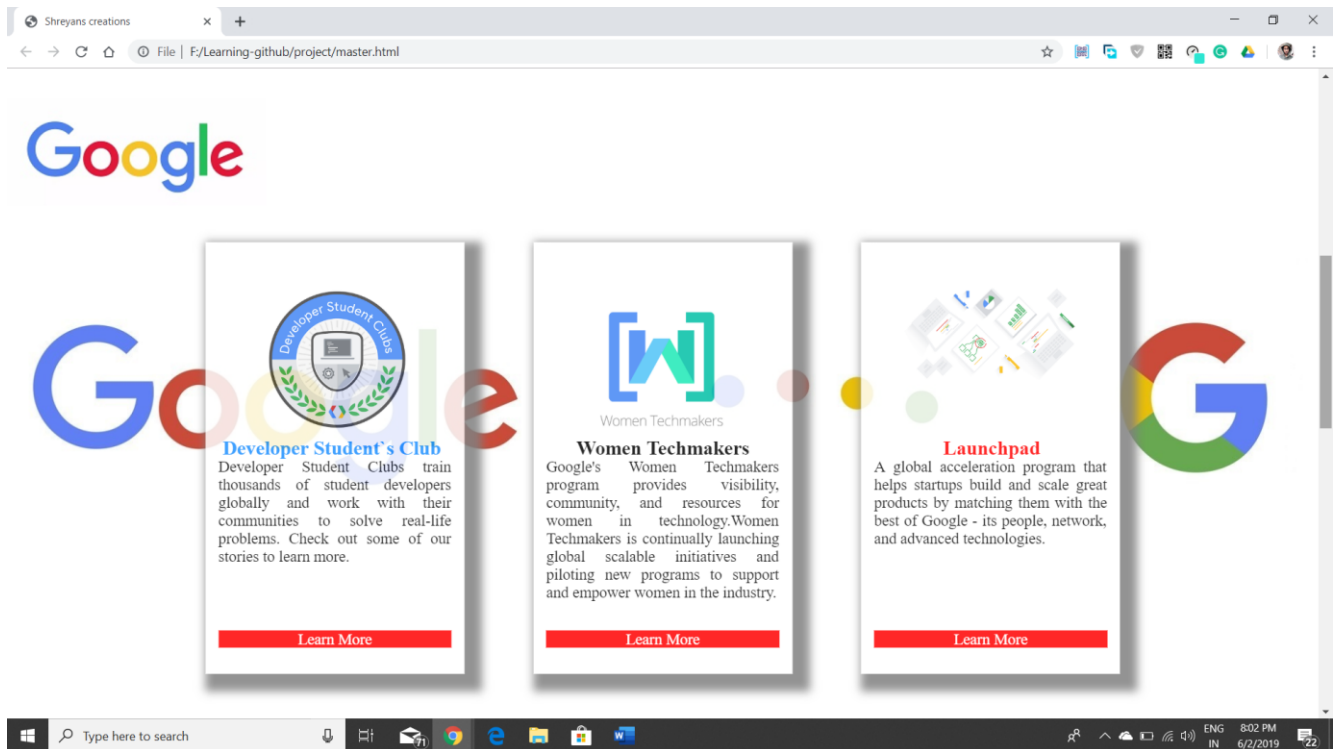 Shreyans creations
File | F:/Learning-github/project/master.html
Google
Google
G
Developer Student Clubs
Women Techmakers
Developer Student`s Club
Developer Student Clubs train
thousands of student developers
globally and work with their
communities to solve real-life
problems. Check out some of our
stories to learn more.
Learn More
Women Techmakers
Google's Women Techmakers
program provides visibility,
community, and resources for
women in technology.Women
Techmakers is continually launching
global scalable initiatives and
piloting new programs to support
and empower women in the industry.
Learn More
Launchpad
A global acceleration program that
helps startups build and scale great
products by matching them with the
best of Google - its people, network,
and advanced technologies.
Learn More
Type here to search
71
ENG
IN
8:02 PM
6/2/2019
22